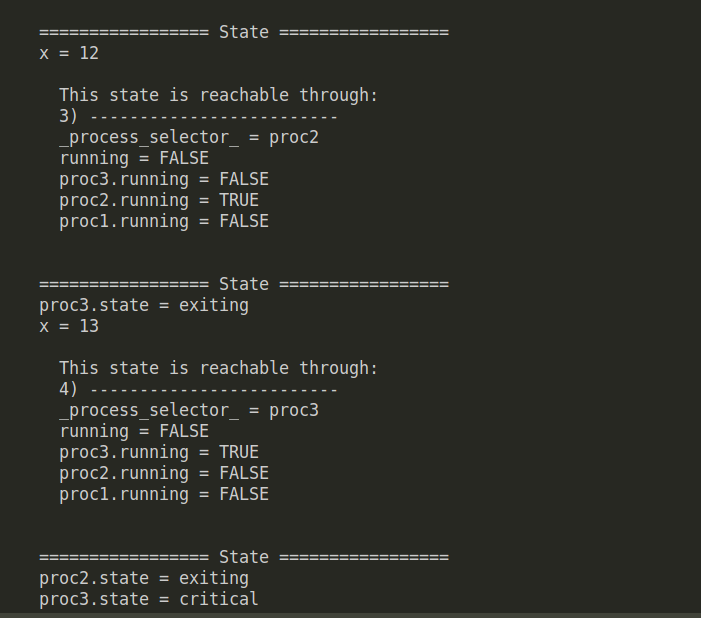 ================= State =================
x = 12
This state is reachable through:
3) -------------------------
_process_selector_ = proc2
running = FALSE
proc3.running = FALSE
proc2.running = TRUE
proc1.running = FALSE
================= State =================
proc3.state = exiting
x = 13
This state is reachable through:
4) -------------------------
_process_selector_ = proc3
running = FALSE
proc3.running = TRUE
proc2.running = FALSE
proc1.running = FALSE
================= State =================
proc2.state = exiting
proc3.state = critical